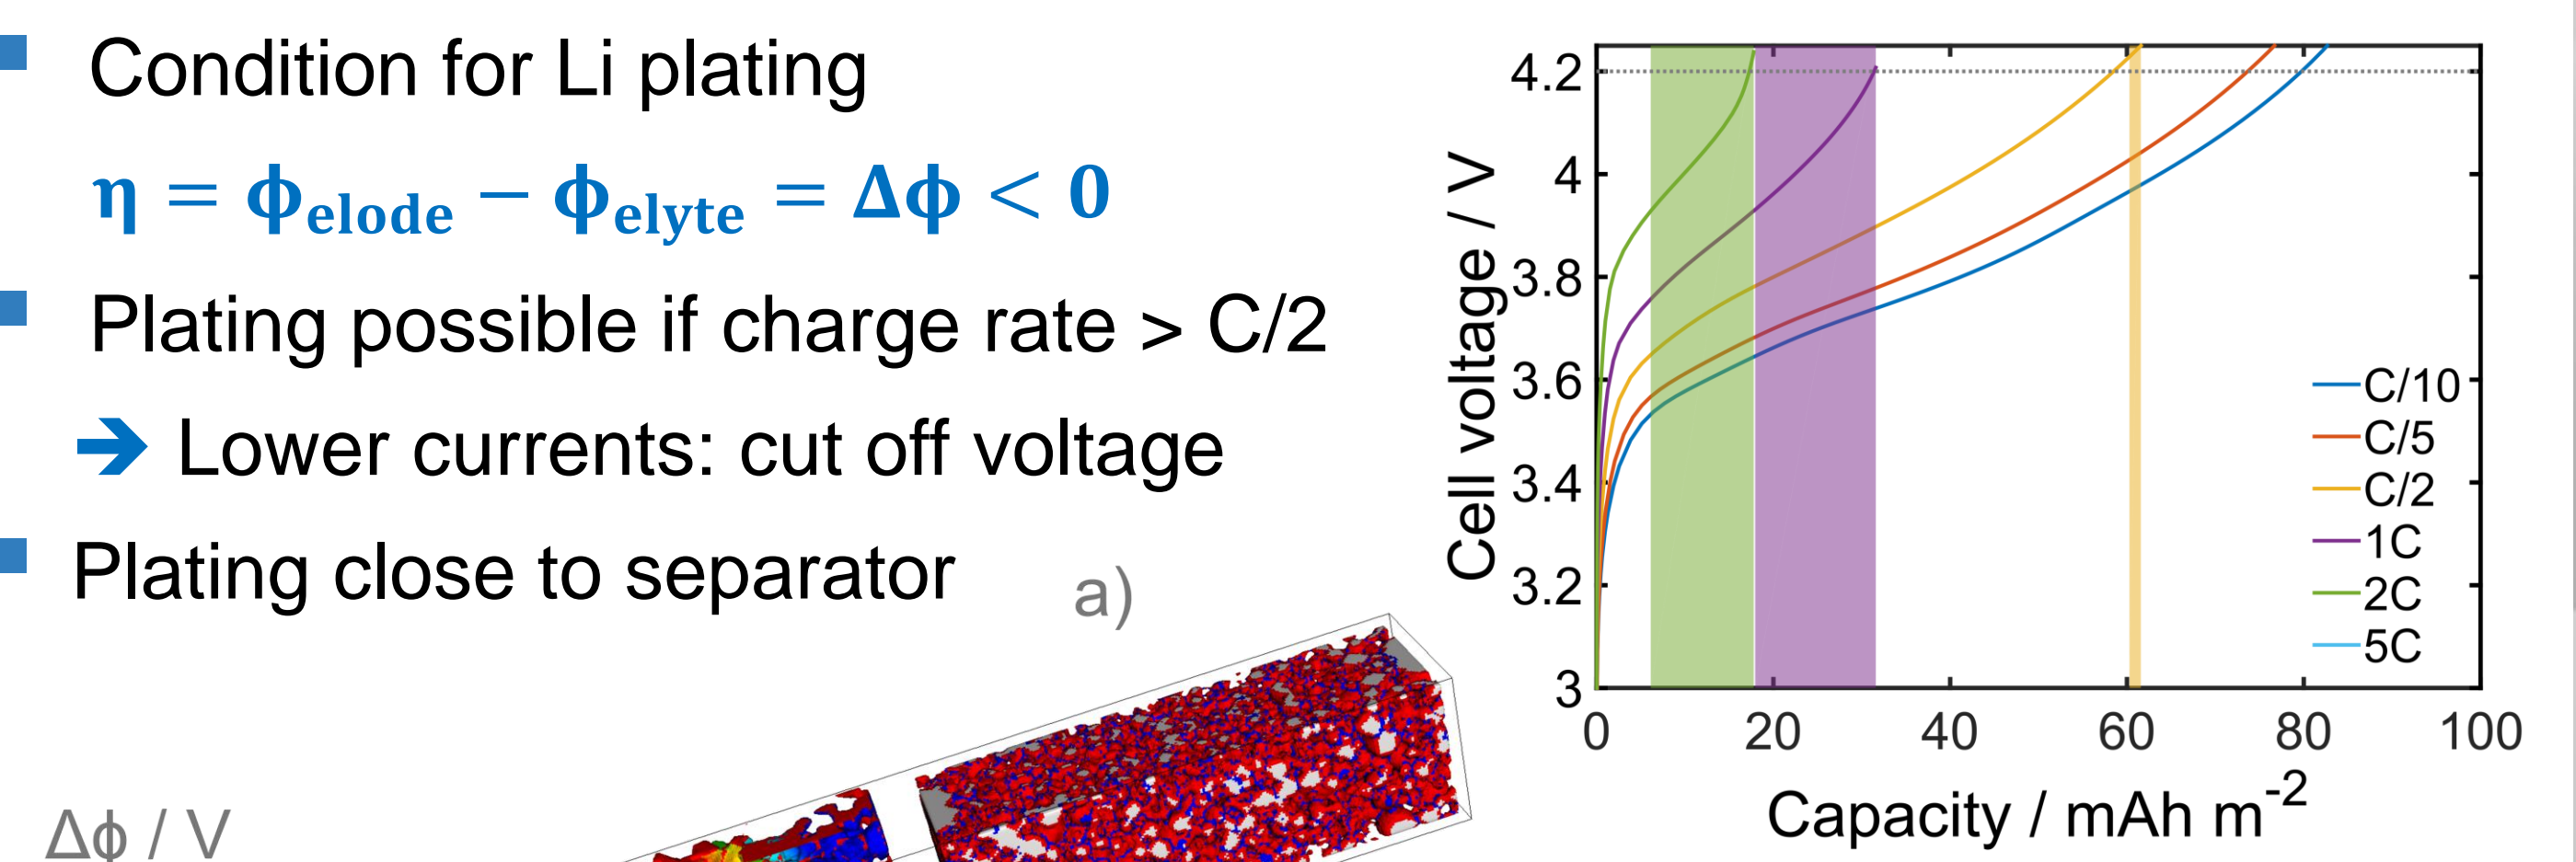 Condition for Li plating
η = ϕelode − ϕelyte = Δϕ < 0
Plating possible if charge rate > C/2
➔ Lower currents: cut off voltage
Plating close to separator
a)
Δϕ / V
Cell voltage / V
4.2
4
3.8
3.6
3.4
3.2
3
C/10
C/5
C/2
1C
2C
5C
0 20 40 60 80 100
Capacity / mAh m-2